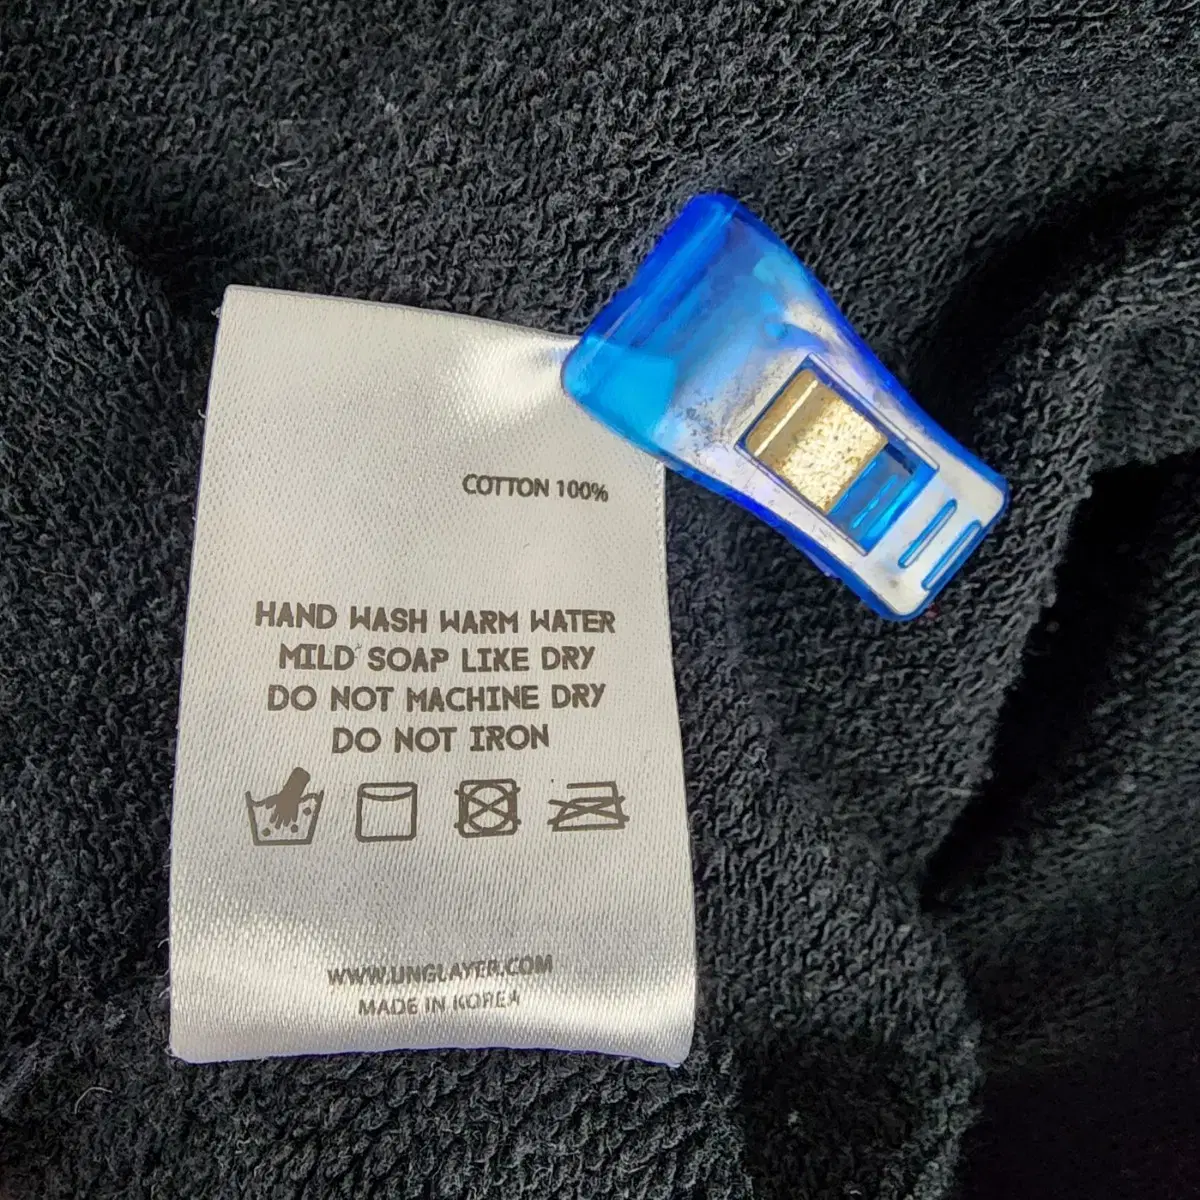 COTTON 100%
HAND WASH WARM WATER
MILD SOAP LIKE DRY
DO NOT MACHINE DRY
DO NOT IRON
WWW.UNGLAYER.COM
MADE IN KOREA